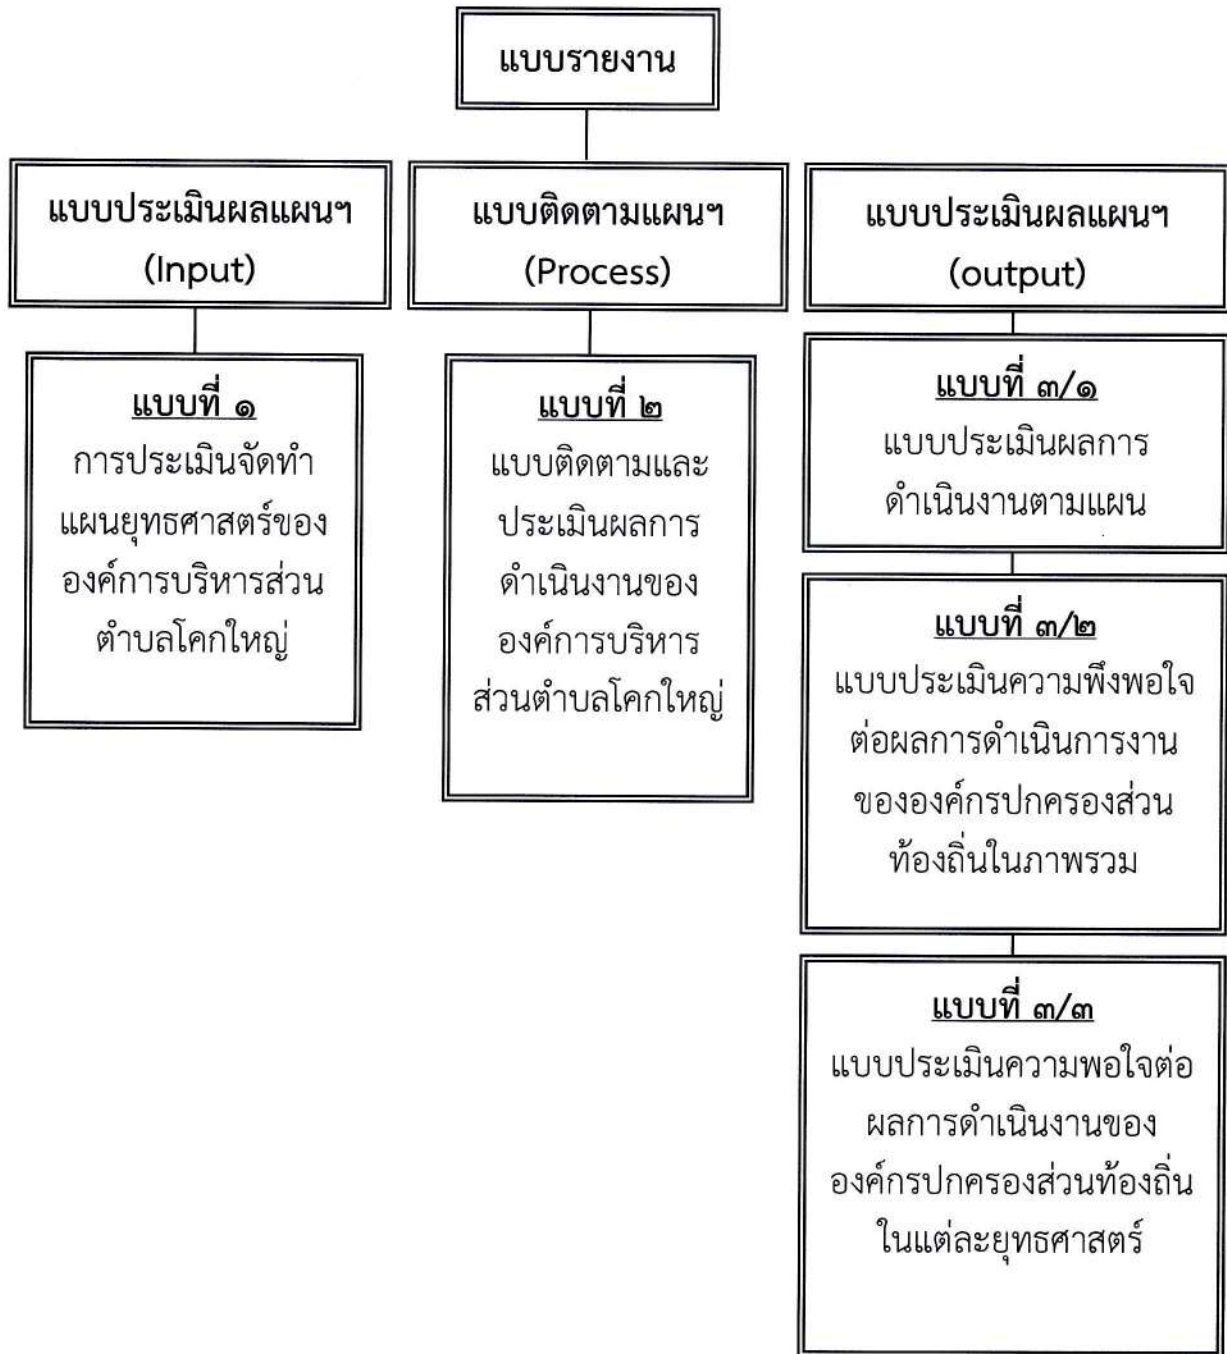 แบบรายงาน
แบบประเมินผลแผนฯ
(Input)
แบบที่ ๑
การประเมินจัดทำ
แผนยุทธศาสตร์ของ
องค์การบริหารส่วน
ตำบลโคกใหญ่
แบบติดตามแผนฯ
(Process)
แบบที่ ๒
แบบติดตามและ
ประเมินผลการ
ดำเนินงานของ
องค์การบริหาร
ส่วนตำบลโคกใหญ่
แบบประเมินผลแผนฯ
(output)
แบบที่ ๓/๑
แบบประเมินผลการ
ดำเนินงานตามแผน
แบบที่ ๓/๒
แบบประเมินความพึงพอใจ
ต่อผลการดำเนินการงาน
ขององค์กรปกครองส่วน
ท้องถิ่นในภาพรวม
แบบที่ ๓/๓
แบบประเมินความพอใจต่อ
ผลการดำเนินงานของ
องค์กรปกครองส่วนท้องถิ่น
ในแต่ละยุทธศาสตร์